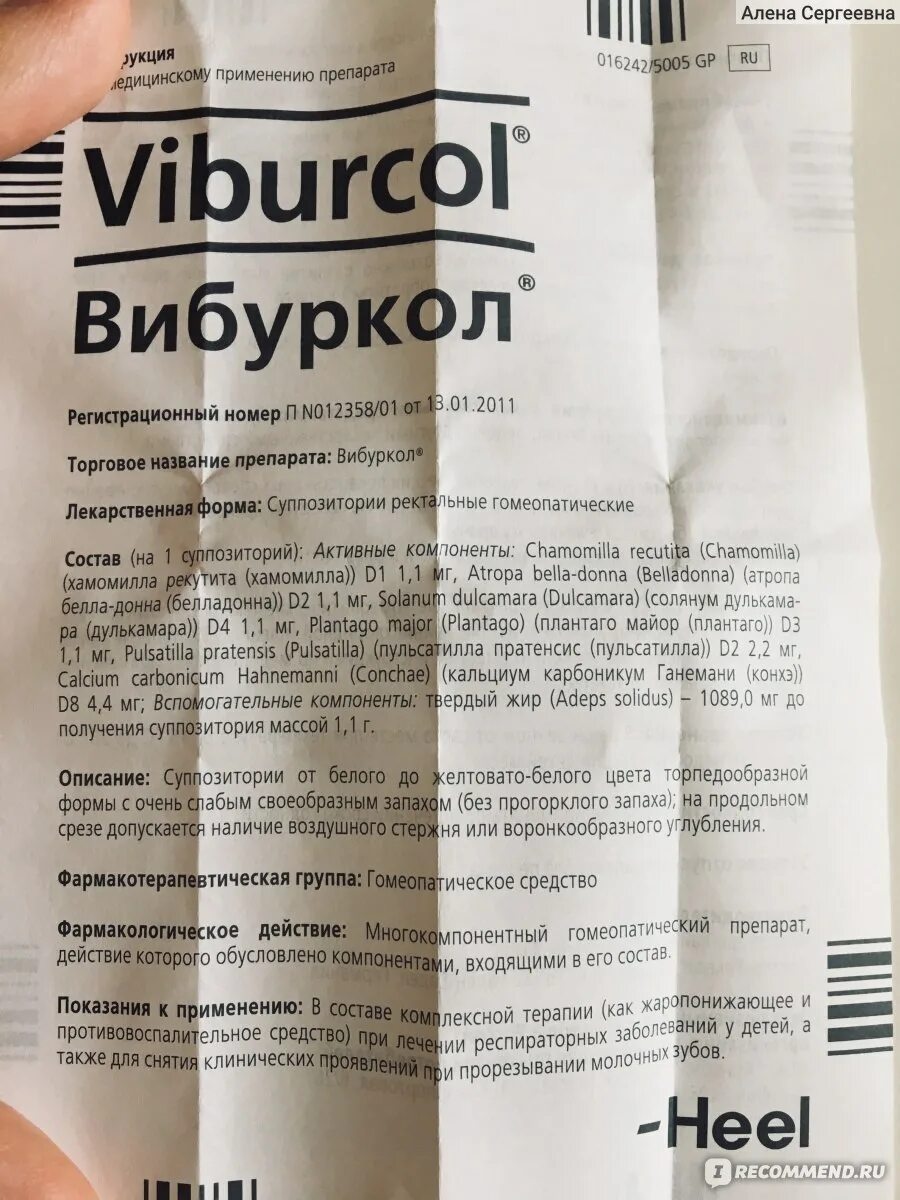 Алена Сергеевна
016242/5005 GP RU
медицинскому применению препарата
Viburcol®
Вибуркол®
Регистрационный номер П N012358/01 от 13.01.2011
Торговое название препарата: Вибуркол®
Лекарственная форма: Суппозитории ректальные гомеопатические
Состав (на 1 суппозиторий): Активные компоненты: Chamomilla recutita (Chamomilla)
(хамомилла рекутита (хамомилла)) D1 1,1 мг, Atropa bella-donna (Belladonna) (атропа
белла-донна (белладонна)) D2 1,1 мг, Solanum dulcamara (Dulcamara) (солянум дулькама-
ра (дулькамара)) D4 1,1 мг, Plantago major (Plantago) (плантаго майор (плантаго)) D3
1,1 мг, Pulsatilla pratensis (Pulsatilla) (пульсатилла пратенсис (пульсатилла)) D2 2,2 мг,
Calcium carbonicum Hahnemanni (Conchae) (кальциум карбоникум Ганемани (конхэ))
D8 4,4 мг; Вспомогательные компоненты: твердый жир (Adeps solidus) – 1089,0 мг до
получения суппозитория массой 1,1 г.
Описание: Суппозитории от белого до желтовато-белого цвета торпедообразной
формы с очень слабым своеобразным запахом (без прогорклого запаха); на продольном
срезе допускается наличие воздушного стержня или воронкообразного углубления.
Фармакотерапевтическая группа: Гомеопатическое средство
Фармакологическое действие: Многокомпонентный гомеопатический препарат,
действие которого обусловлено компонентами, входящими в его состав.
Показания к применению: В составе комплексной терапии (как жаропонижающее и
противовоспалительное средство) при лечении респираторных заболеваний у детей, а
также для снятия клинических проявлений при прорезывании молочных зубов.
-Heel
IRECOMMEND.RU